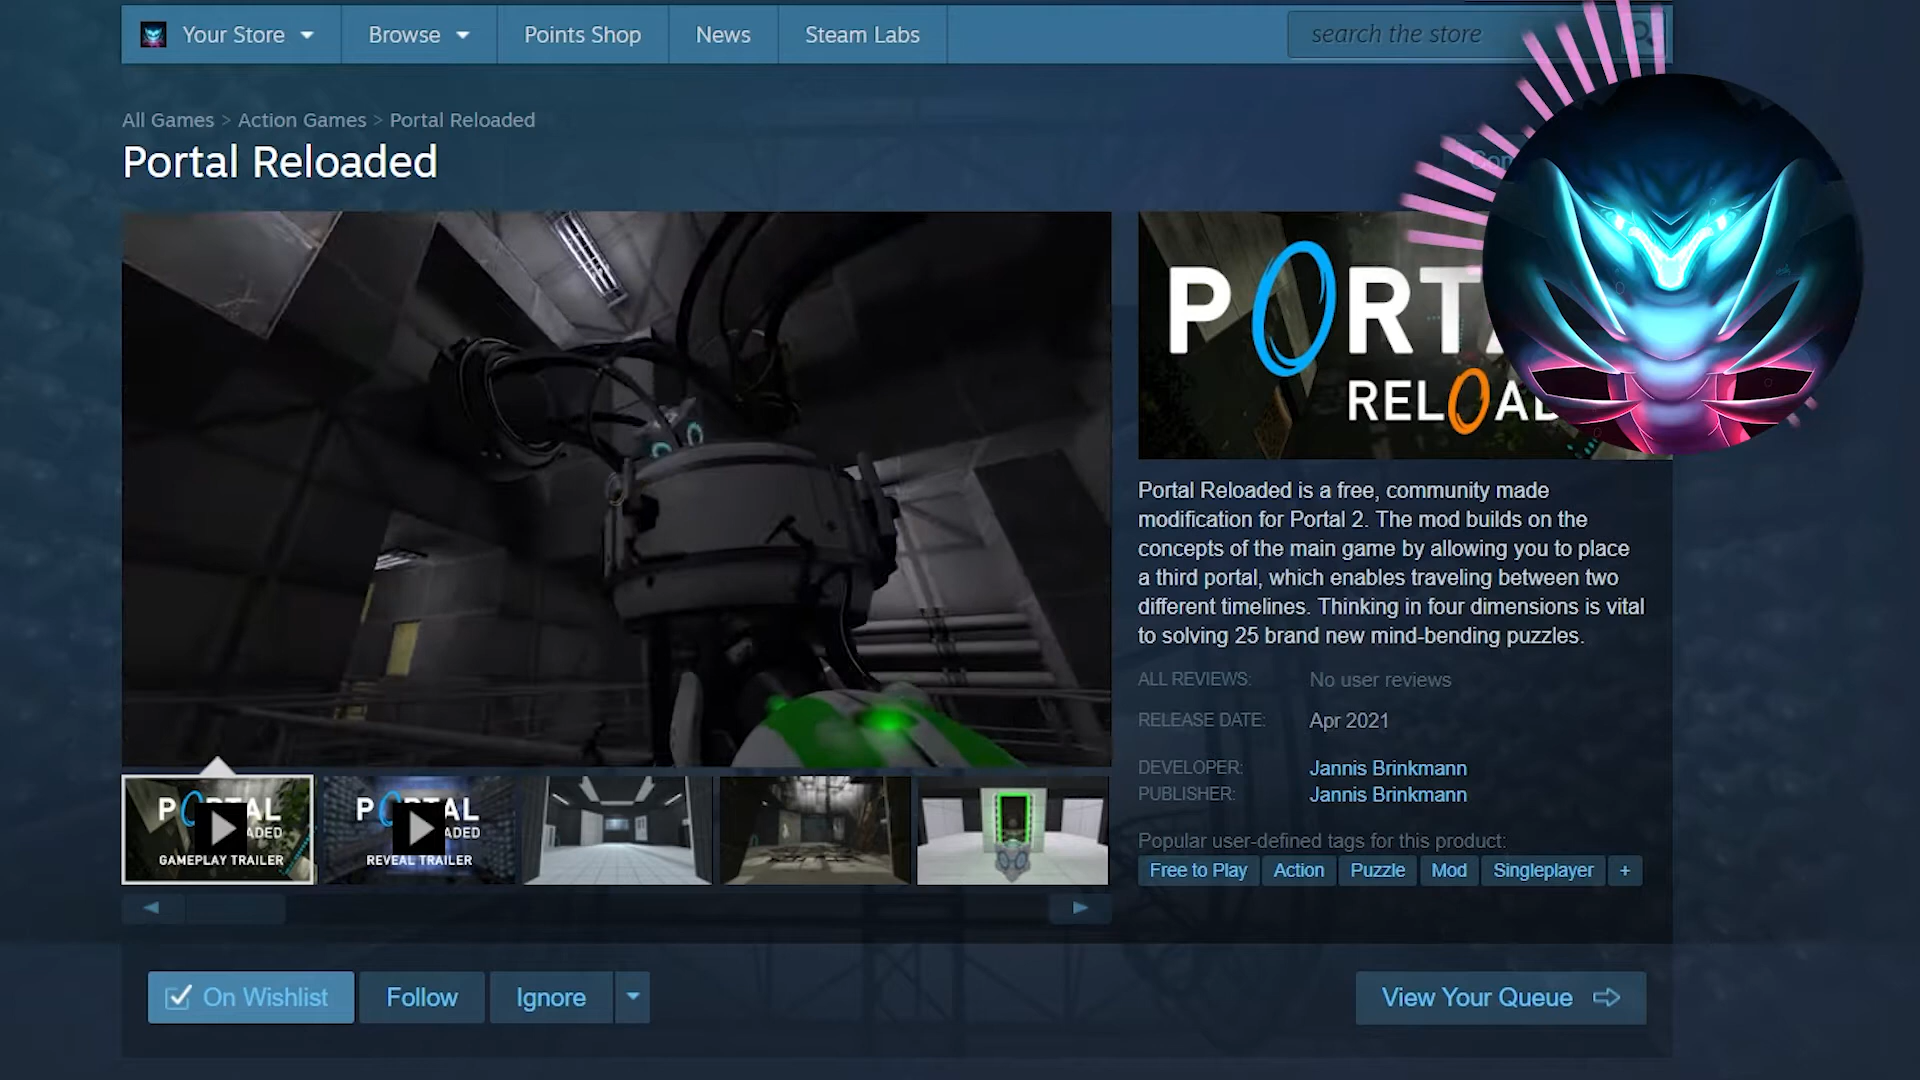 Your Store
Browse
Points Shop
News
Steam Labs
search the store
All Games > Action Games > Portal Reloaded
Portal Reloaded
PORTA
RELOAD
Portal Reloaded is a free, community made
modification for Portal 2. The mod builds on the
concepts of the main game by allowing you to place
a third portal, which enables traveling between two
different timelines. Thinking in four dimensions is vital
to solving 25 brand new mind-bending puzzles.
ALL REVIEWS: No user reviews
RELEASE DATE: Apr 2021
DEVELOPER: Jannis Brinkmann
PUBLISHER: Jannis Brinkmann
Popular user-defined tags for this product:
Free to Play
Action
Puzzle
Mod
Singleplayer
+
GAMEPLAY TRAILER
REVEAL TRAILER
On Wishlist
Follow
Ignore
View Your Queue